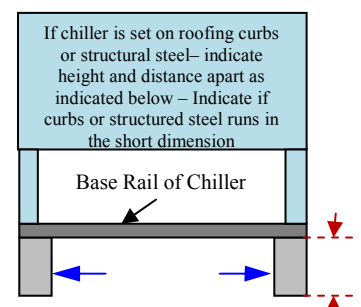 If chiller is set on roofing curbs
or structural steel– indicate
height and distance apart as
indicated below – Indicate if
curbs or structured steel runs in
the short dimension
Base Rail of Chiller